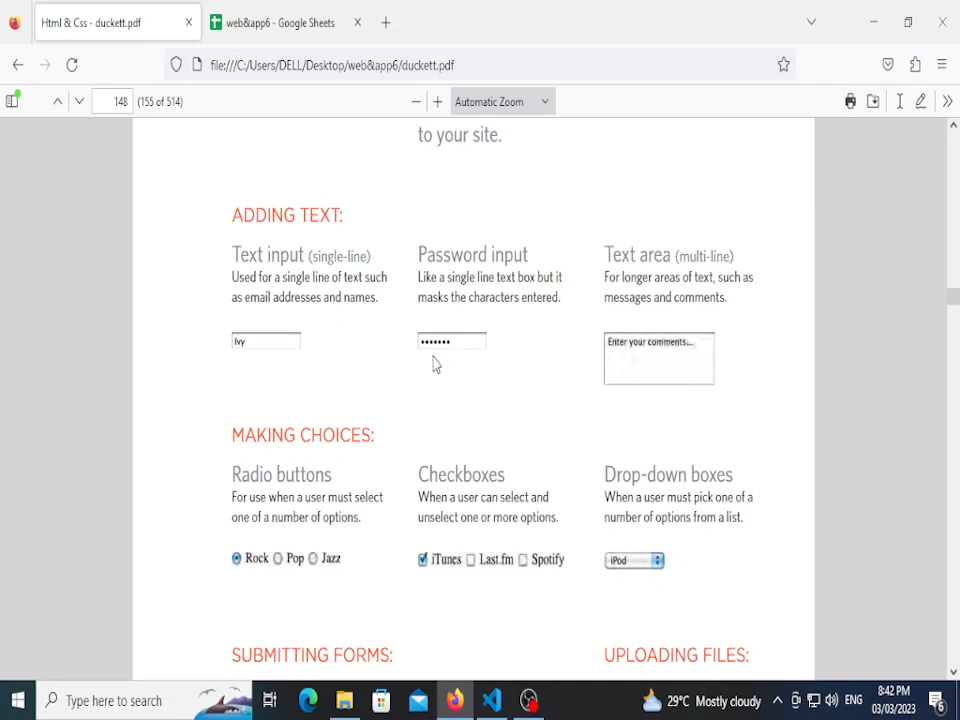 Html & Css - duckett.pdf
web&app6 - Google Sheets
file:///C:/Users/DELL/Desktop/web&app6/duckett.pdf
148 (155 of 514)
Automatic Zoom
to your site.
ADDING TEXT:
Text input (single-line)
Used for a single line of text such
as email addresses and names.
Ivy
Password input
Like a single line text box but it
masks the characters entered.
•••••••
Text area (multi-line)
For longer areas of text, such as
messages and comments.
Enter your comments...
MAKING CHOICES:
Radio buttons
For use when a user must select
one of a number of options.
Rock Pop Jazz
Checkboxes
When a user can select and
unselect one or more options.
iTunes Last.fm Spotify
Drop-down boxes
When a user must pick one of a
number of options from a list.
iPod
SUBMITTING FORMS:
UPLOADING FILES:
Type here to search
29°C Mostly cloudy
ENG
8:42 PM
03/03/2023
6